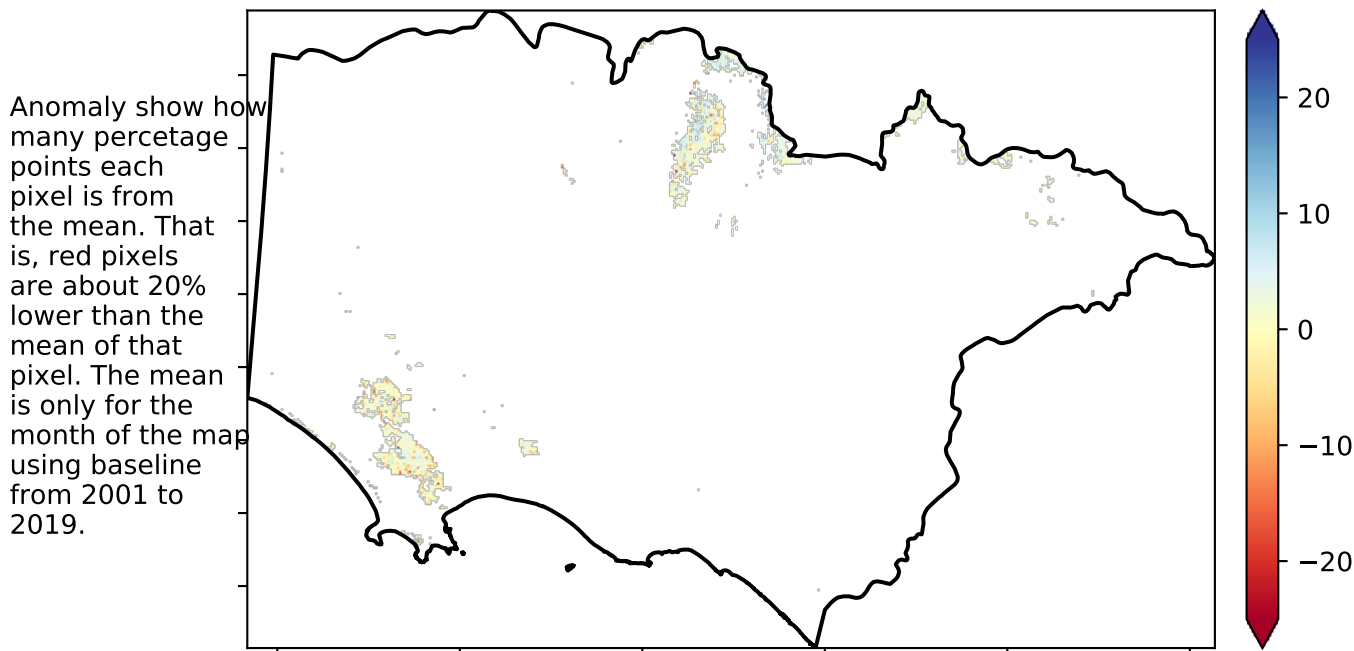 Anomaly show how
many percetage
points each
pixel is from
the mean. That
is, red pixels
are about 20%
lower than the
mean of that
pixel. The mean
is only for the
month of the map
using baseline
from 2001 to
2019.
20
10
0
−10
−20